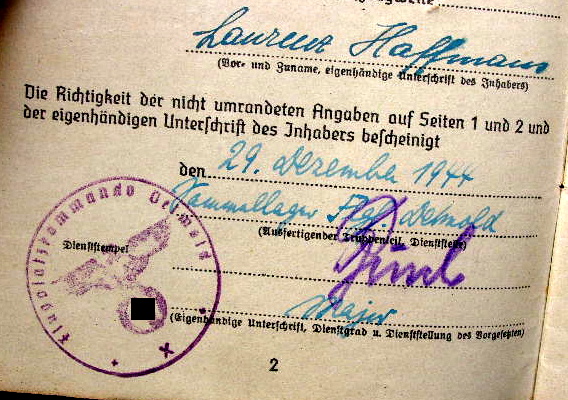 Laurenz Haffmans
(Vor- und Zuname, eigenhändige Unterschrift des Inhabers)
Die Richtigkeit der nicht umrandeten Angaben auf Seiten 1 und 2 und
der eigenhändigen Unterschrift des Inhabers bescheinigt
den 29. Dezember 1944
Sammellager Detmold
(Ausfertigender Truppenteil, Dienststelle)
Flugplatzkommando Detmold
Dienststempel
Major
(Eigenhändige Unterschrift, Dienstgrad u. Dienststellung des Vorgesetzten)
2